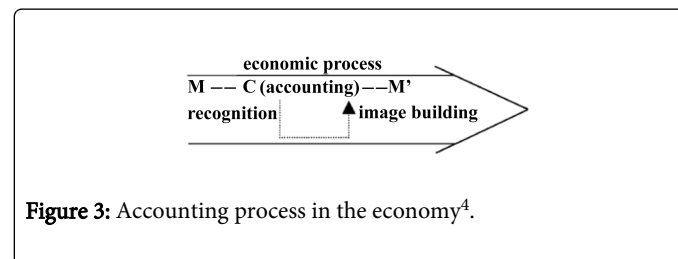 economic process
M –– C (accounting) ––M’
recognition image building
Figure 3: Accounting process in the economy⁴.